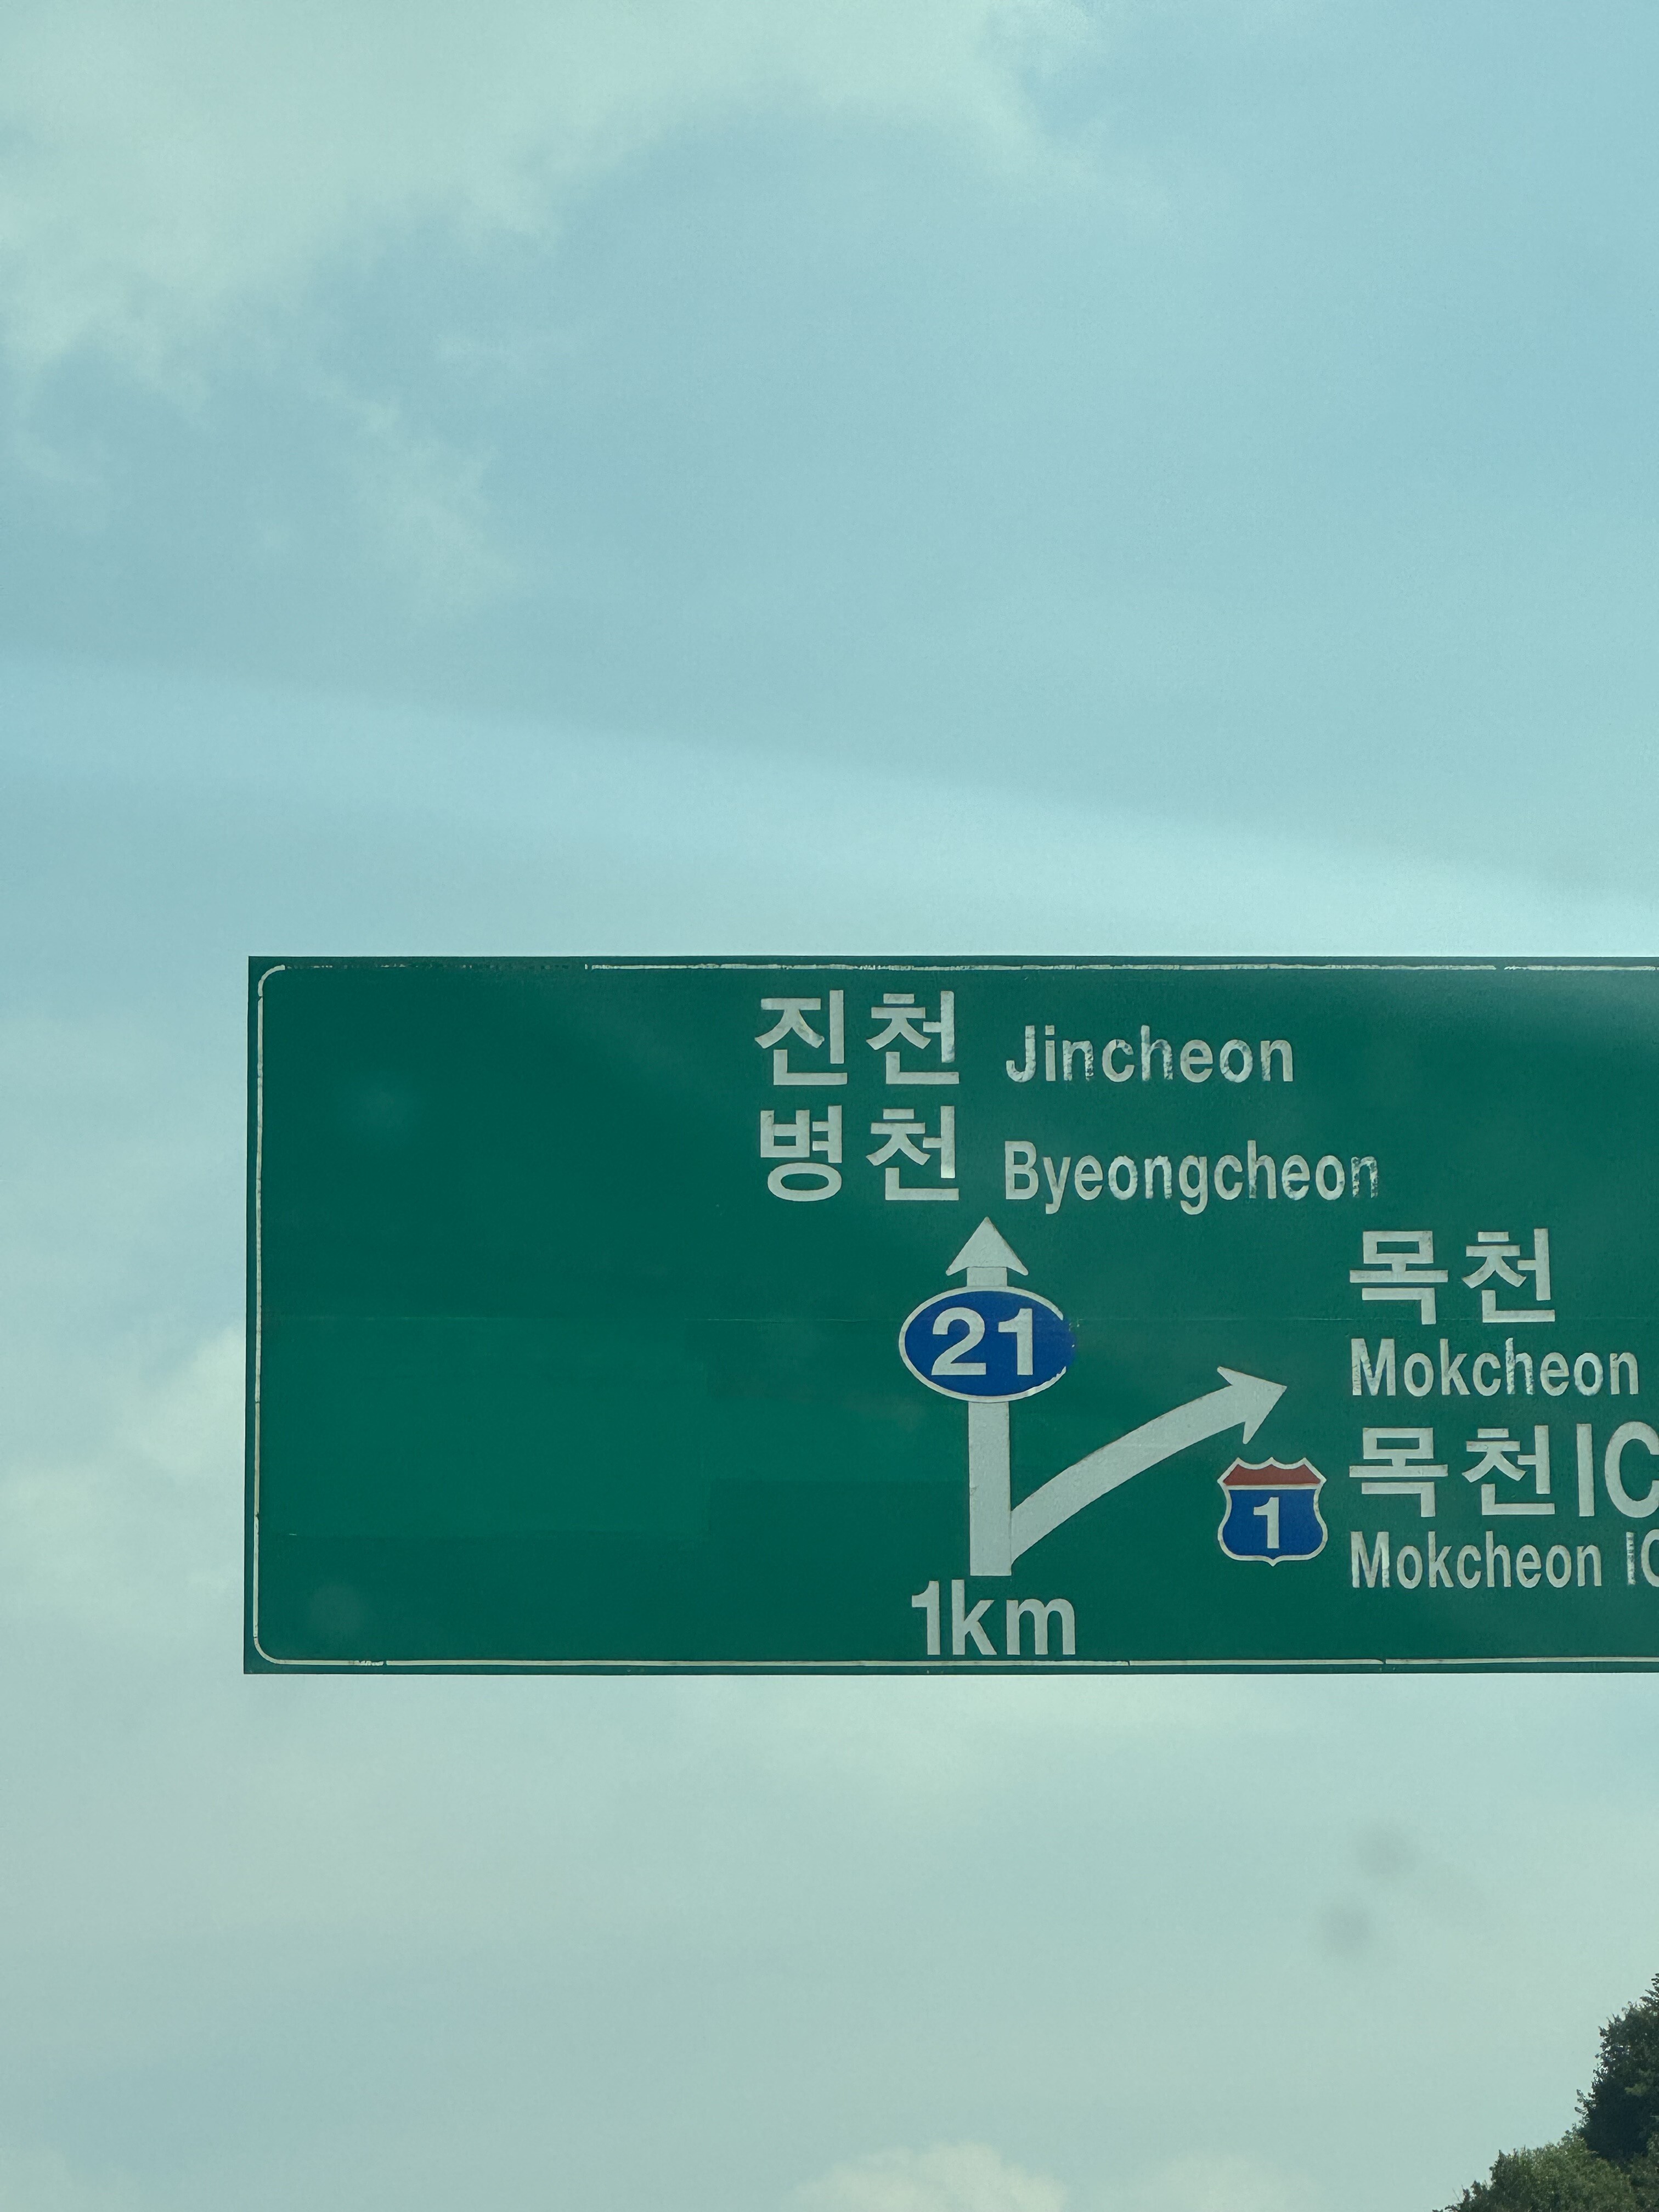 진천 Jincheon
병천 Byeongcheon
21
목천
Mokcheon
1
목천IC
Mokcheon IC
1km